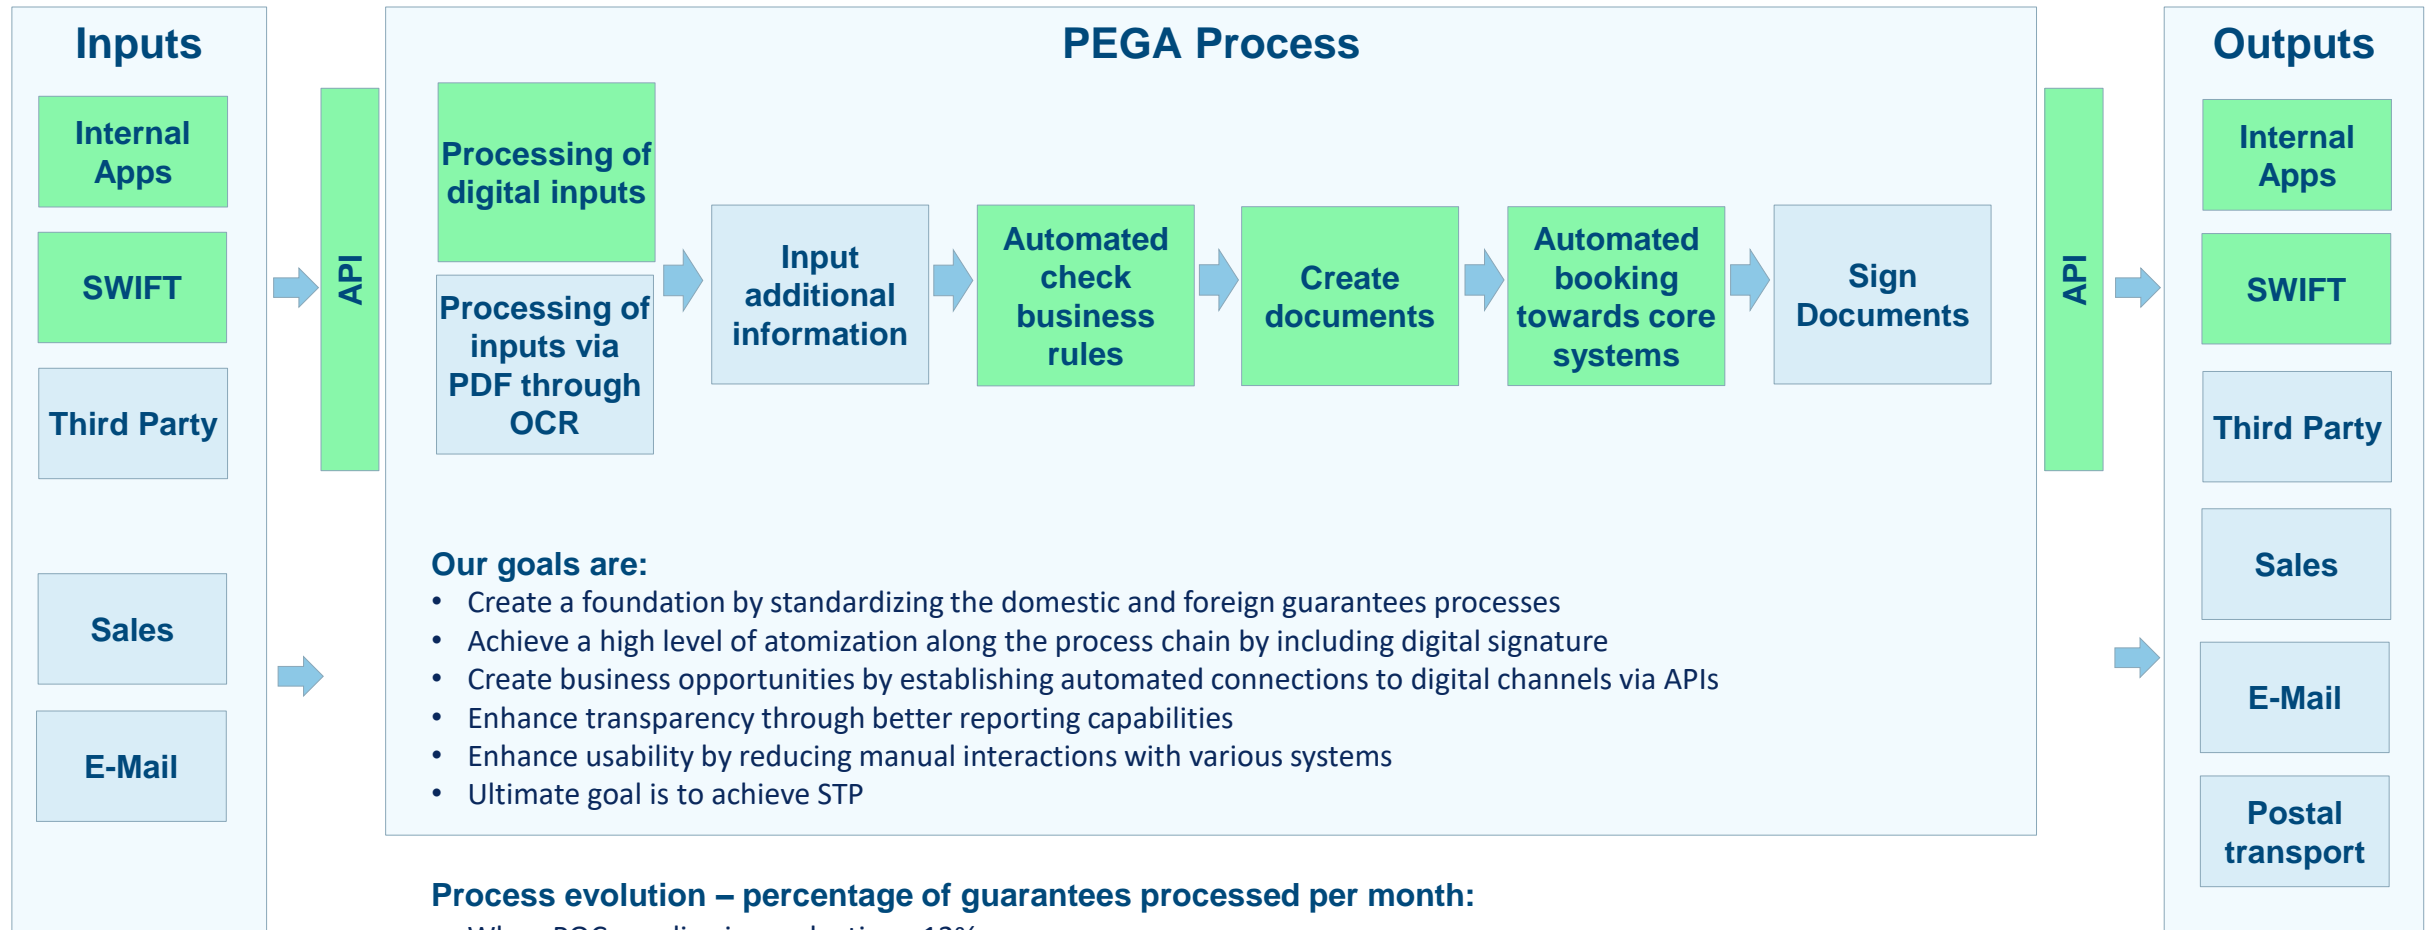 Inputs
Internal
Apps
SWIFT
Third Party
Sales
E-Mail
API
PEGA Process
Processing of
digital inputs
Processing of
inputs via
PDF through
OCR
Input
additional
information
Automated
check
business
rules
Create
documents
Automated
booking
towards core
systems
Sign
Documents
Our goals are:
• Create a foundation by standardizing the domestic and foreign guarantees processes
• Achieve a high level of atomization along the process chain by including digital signature
• Create business opportunities by establishing automated connections to digital channels via APIs
• Enhance transparency through better reporting capabilities
• Enhance usability by reducing manual interactions with various systems
• Ultimate goal is to achieve STP
Process evolution – percentage of guarantees processed per month:
API
Outputs
Internal
Apps
SWIFT
Third Party
Sales
E-Mail
Postal
transport